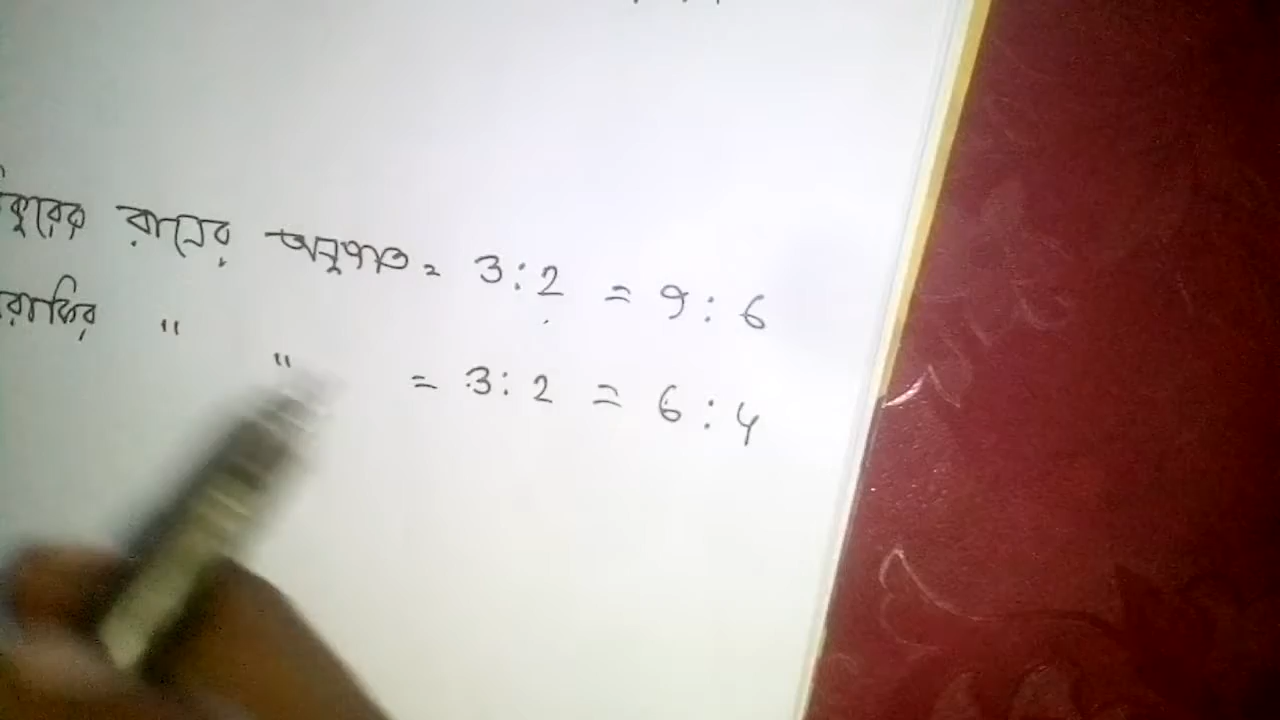 রানের অনুপাত = 3 : 2 = 9 : 6
" " = 3 : 2 = 6 : 4